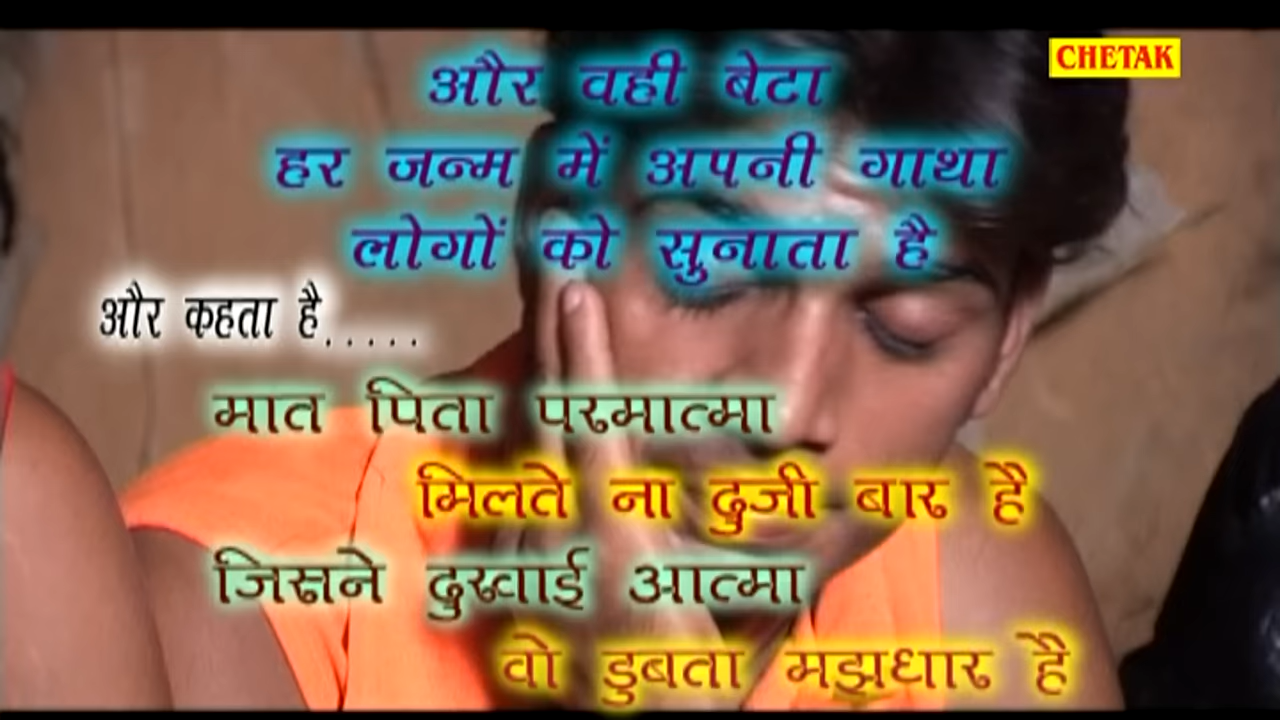 CHETAK
और वही बेटा
हर जन्म में अपनी गाथा
लोगों को सुनाता है
और कहता है.....
मात पिता परमात्मा
मिलते ना दुजी बार है
जिसने दुखाई आत्मा
वो डुबता मझधार है